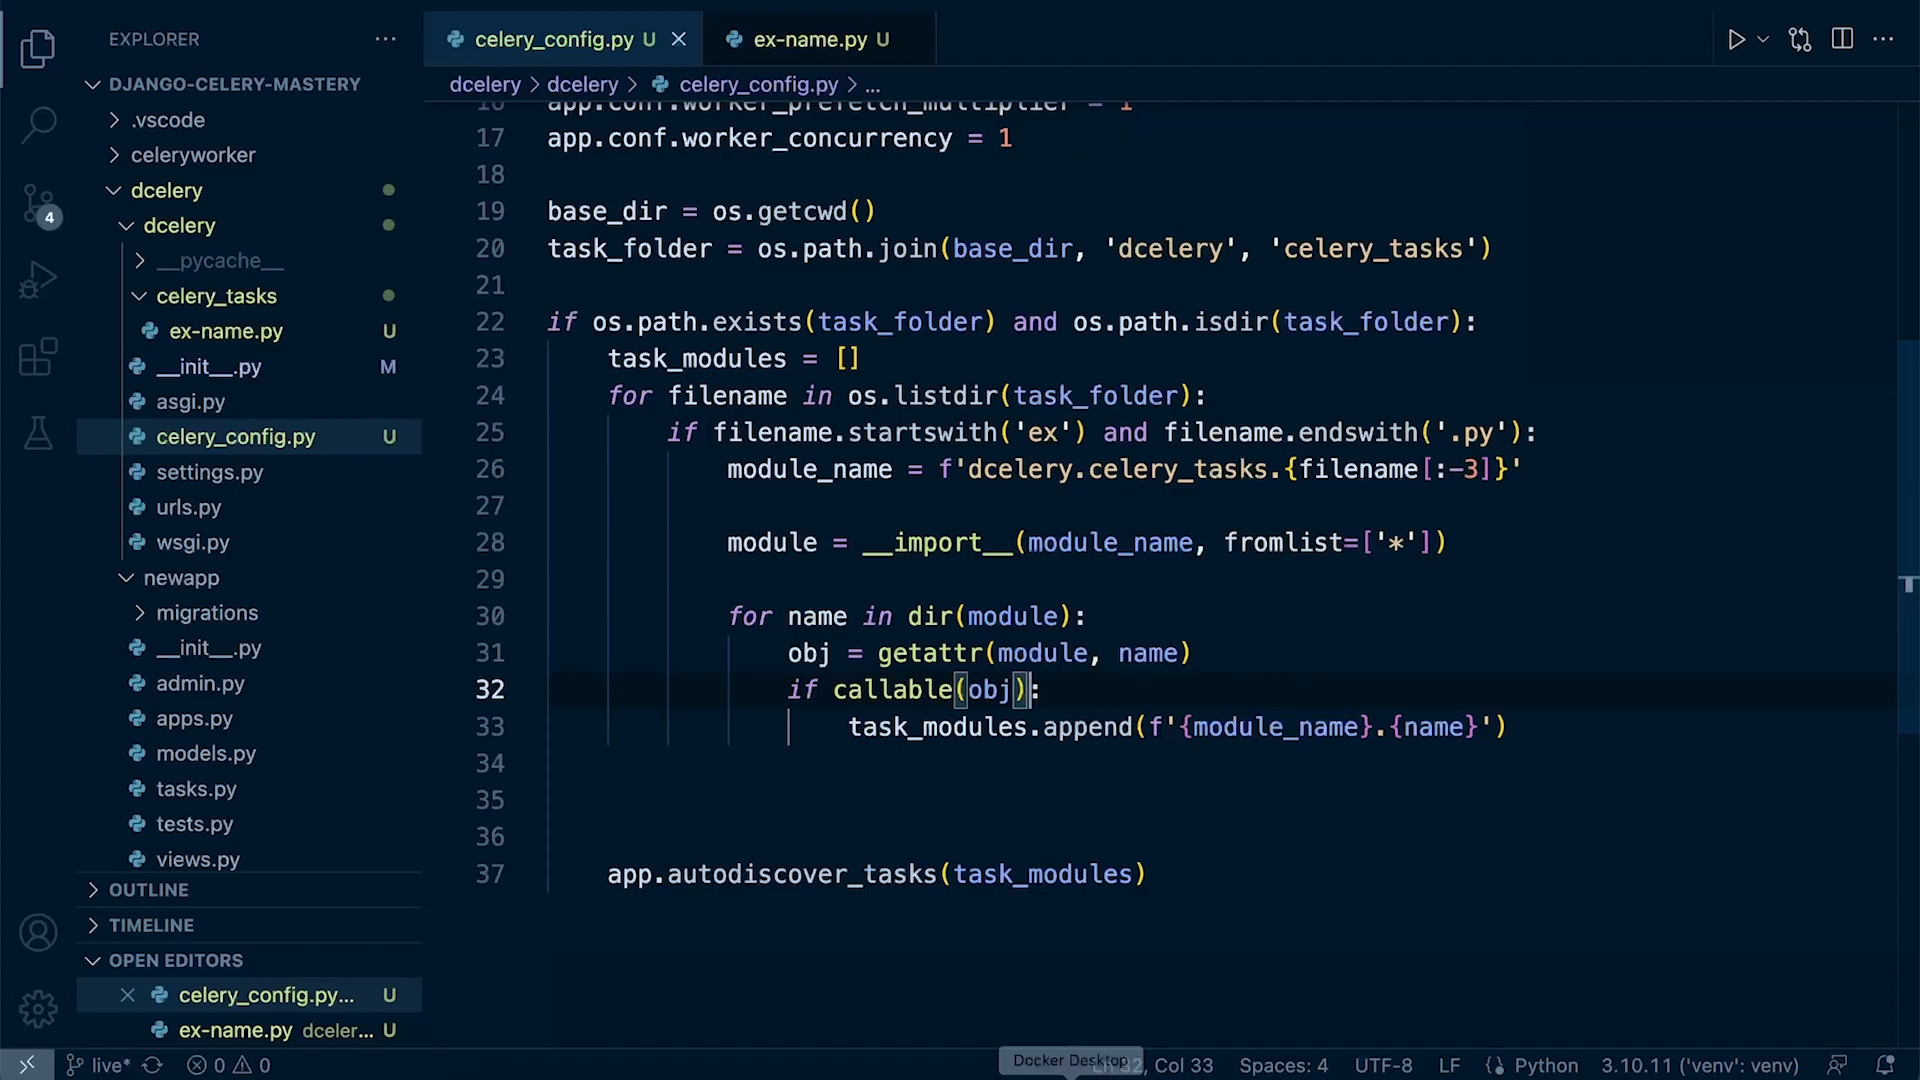 EXPLORER
DJANGO-CELERY-MASTERY
.vscode
celeryworker
dcelery
dcelery
__pycache__
celery_tasks
ex-name.py U
__init__.py M
asgi.py
celery_config.py U
settings.py
urls.py
wsgi.py
newapp
migrations
__init__.py
admin.py
apps.py
models.py
tasks.py
tests.py
views.py
OUTLINE
TIMELINE
OPEN EDITORS
celery_config.py... U
ex-name.py dceler... U
4
celery_config.py U
ex-name.py U
dcelery > dcelery > celery_config.py > ...
16 app.conf.worker_prefetch_multiplier = 1
17 app.conf.worker_concurrency = 1
18
19 base_dir = os.getcwd()
20 task_folder = os.path.join(base_dir, 'dcelery', 'celery_tasks')
21
22 if os.path.exists(task_folder) and os.path.isdir(task_folder):
23 task_modules = []
24 for filename in os.listdir(task_folder):
25 if filename.startswith('ex') and filename.endswith('.py'):
26 module_name = f'dcelery.celery_tasks.{filename[:-3]}'
27
28 module = __import__(module_name, fromlist=['*'])
29
30 for name in dir(module):
31 obj = getattr(module, name)
32 if callable(obj):
33 task_modules.append(f'{module_name}.{name}')
34
35
36
37 app.autodiscover_tasks(task_modules)
live* 0 0
Docker Desktop
32, Col 33 Spaces: 4 UTF-8 LF Python 3.10.11 ('venv': venv)